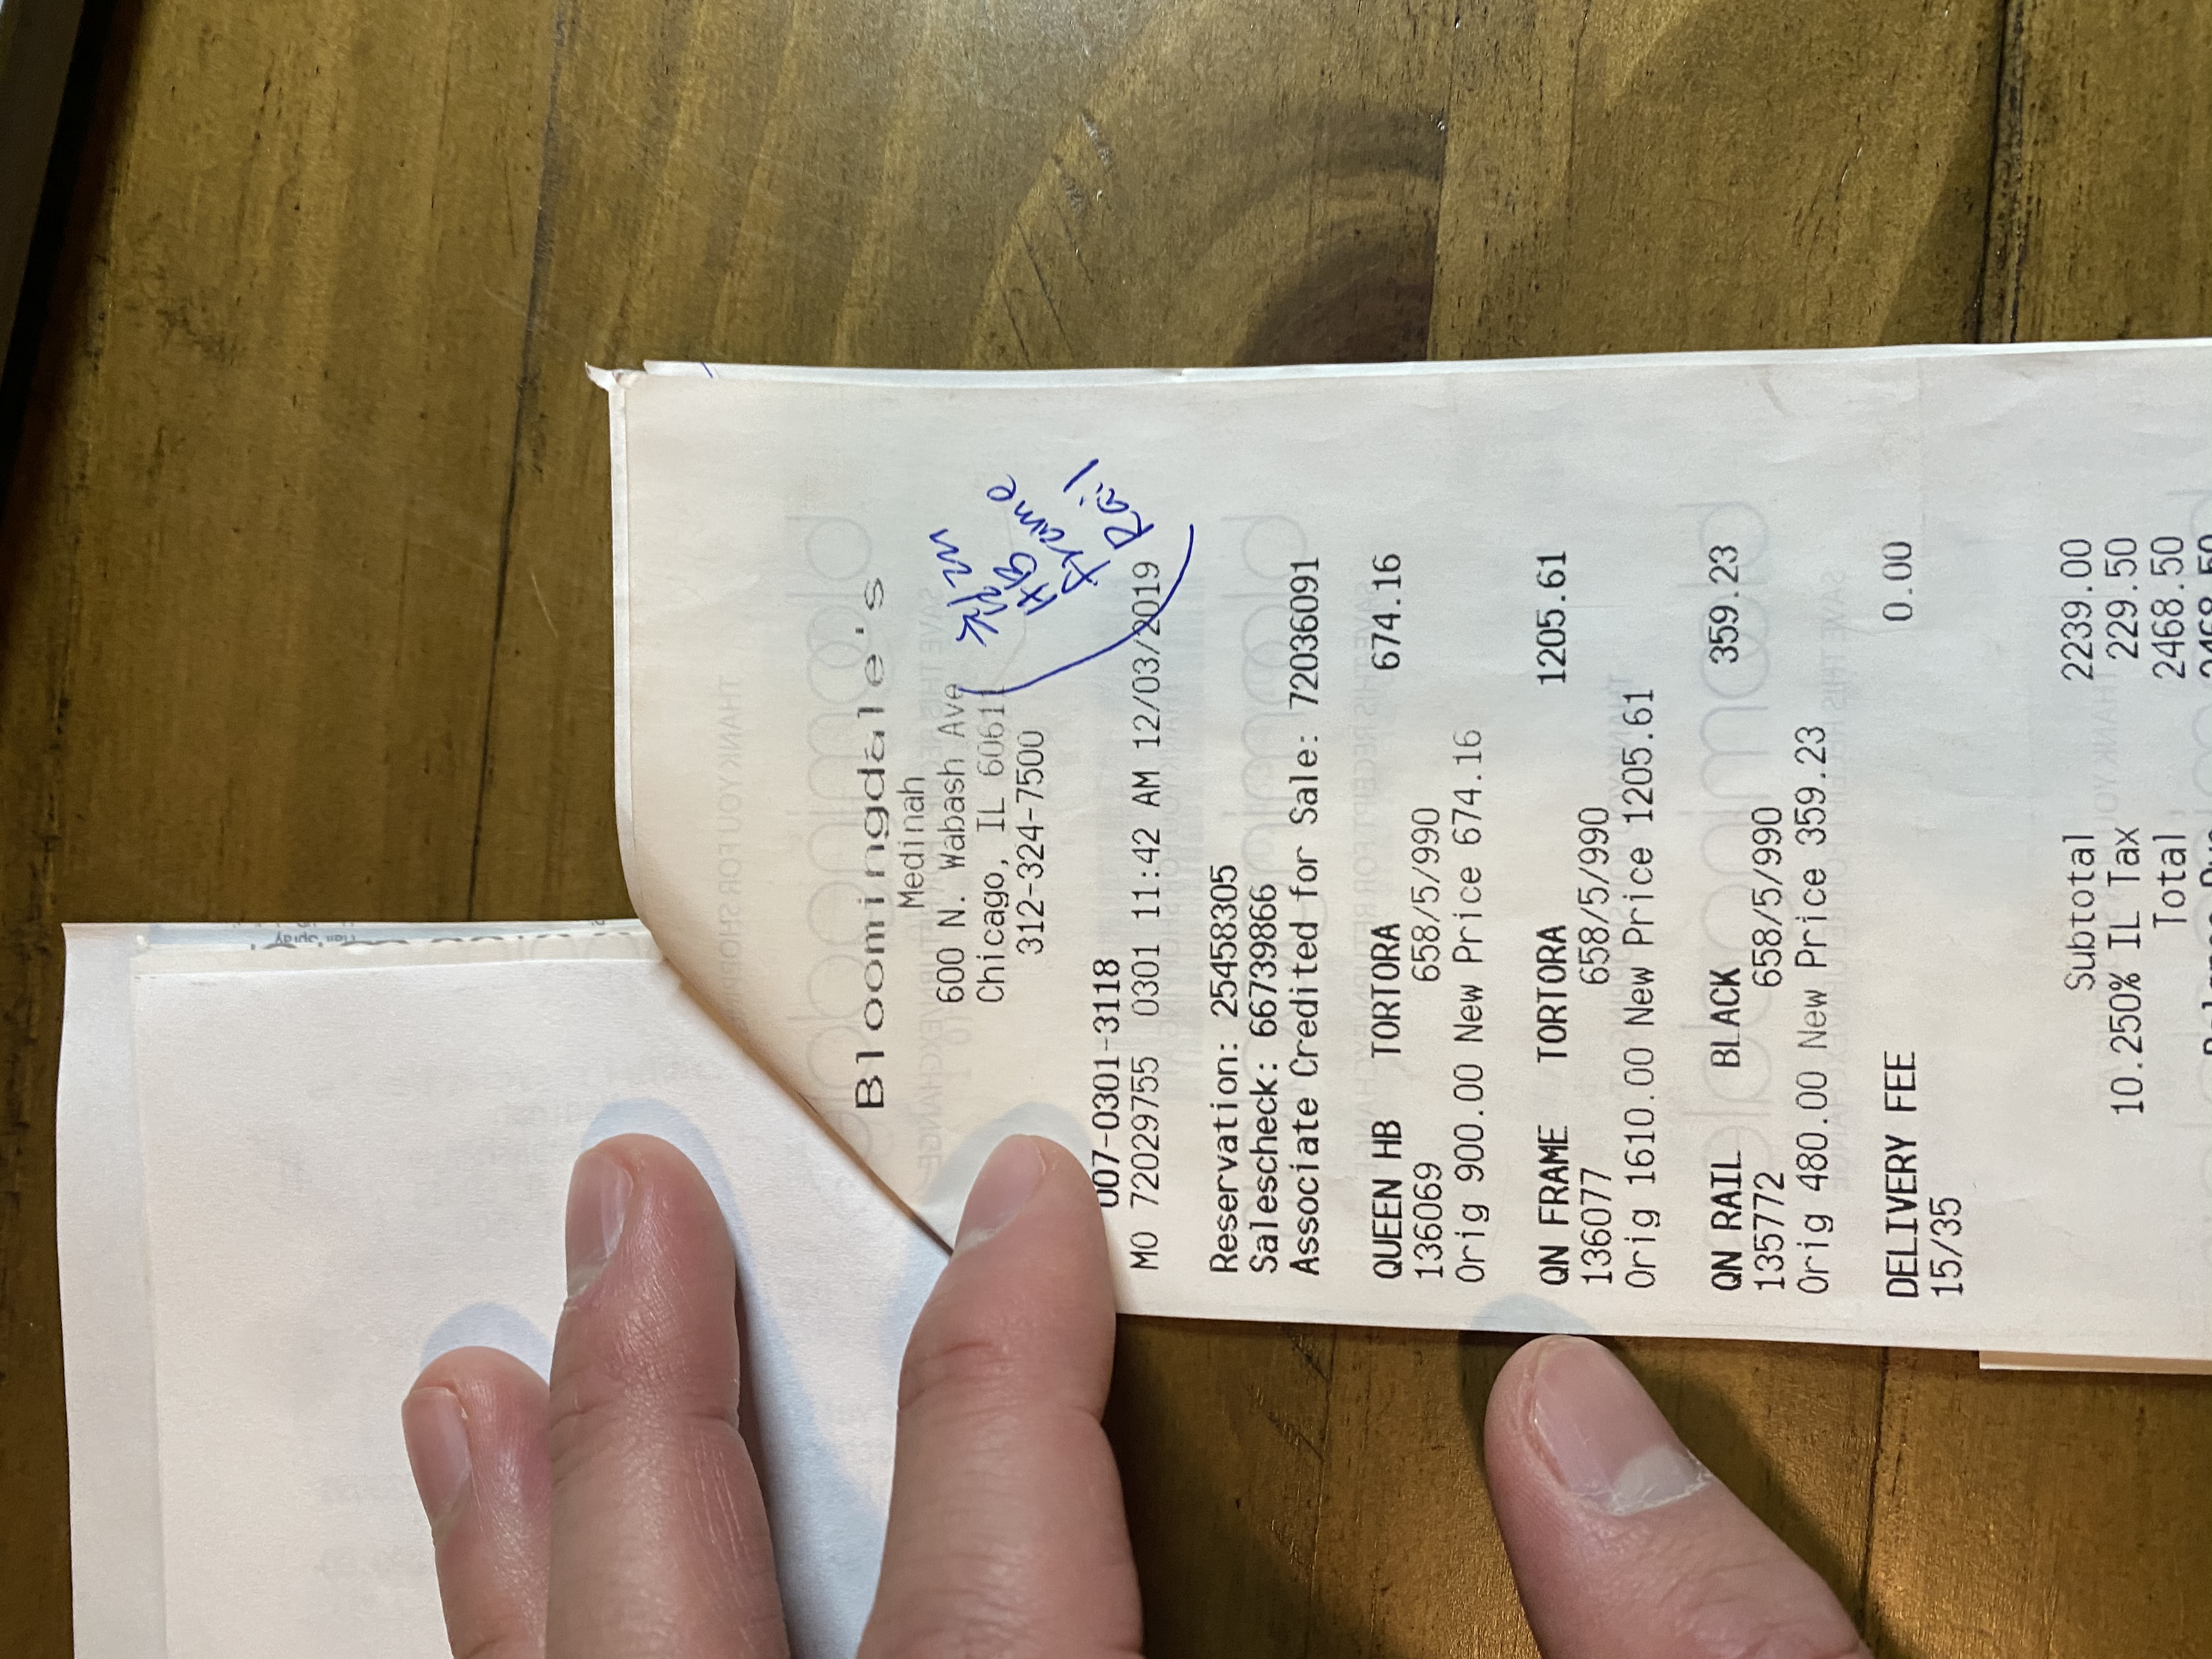 Bloomingdale's
Medinah
600 N. Wabash Ave
Chicago, IL 60611
312-324-7500
HB
frame
Rail
007-0301-3118
MO 72029755 0301 11:42 AM 12/03/2019
Reservation: 25458305
Salescheck: 66739866
Associate Credited for Sale: 72036091
QUEEN HB TORTORA 674.16
136069 658/5/990
Orig 900.00 New Price 674.16
QN FRAME TORTORA 1205.61
136077 658/5/990
Orig 1610.00 New Price 1205.61
QN RAIL BLACK 359.23
135772 658/5/990
Orig 480.00 New Price 359.23
DELIVERY FEE 0.00
15/35
Subtotal 2239.00
10.250% IL Tax 229.50
Total 2468.50